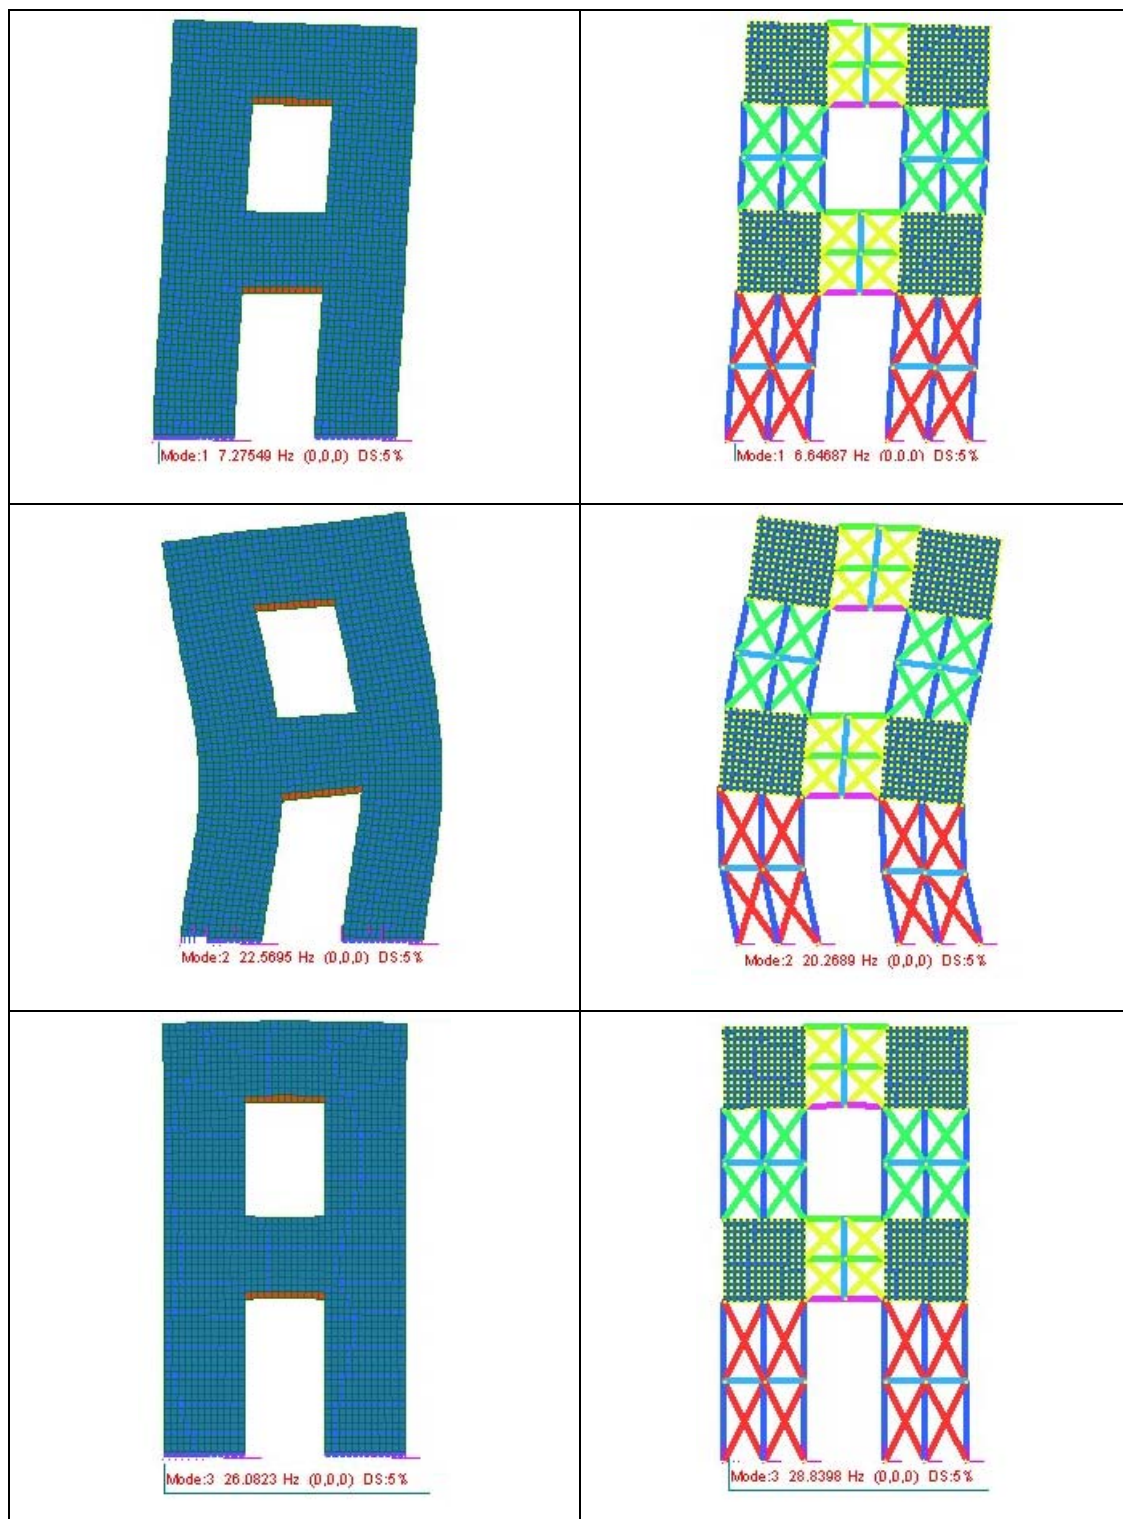 Mode:1 7.27549 Hz (0,0,0) DS:5%
Mode:1 6.64687 Hz (0,0,0) DS:5%
Mode:2 22.5695 Hz (0,0,0) DS:5%
Mode:2 20.2689 Hz (0,0,0) DS:5%
Mode:3 26.0823 Hz (0,0,0) DS:5%
Mode:3 28.8398 Hz (0,0,0) DS:5%